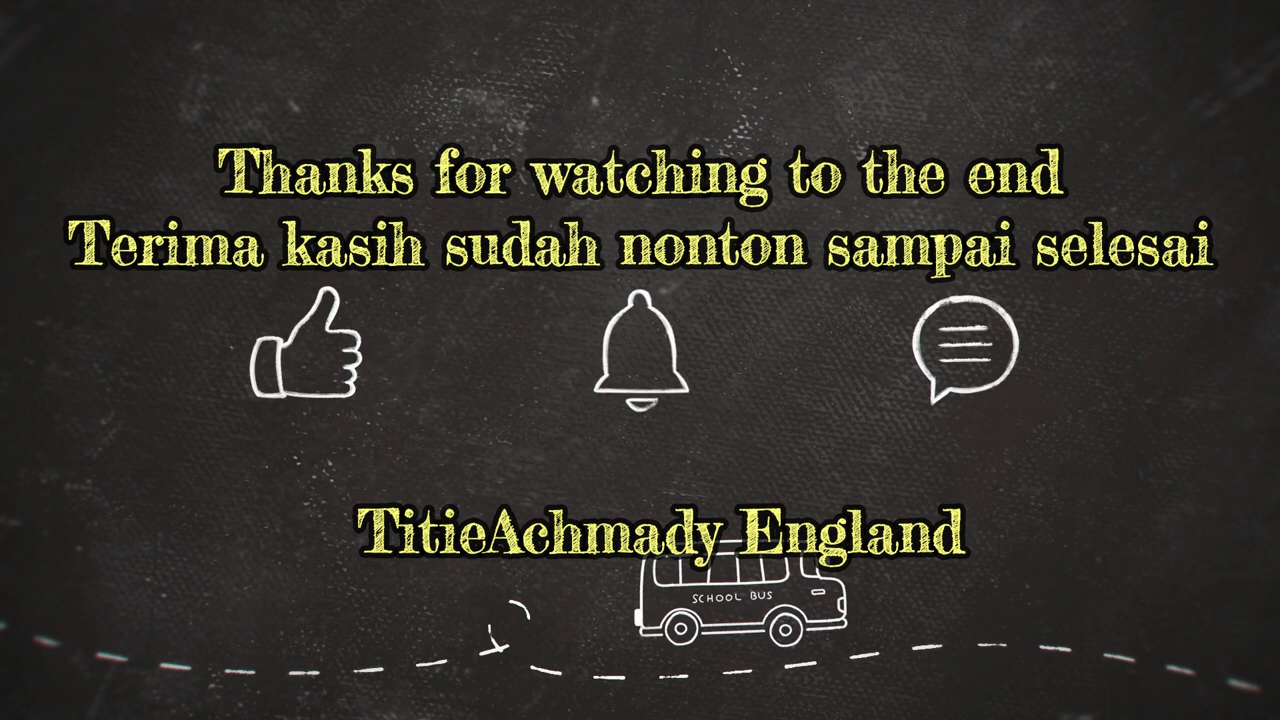 Thanks for watching to the end
Terima kasih sudah nonton sampai selesai
TitieAchmady England
SCHOOL BUS